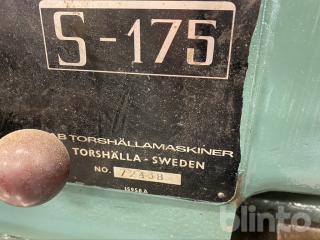 S-175
AB TORSHÄLLAMASKINER
TORSHÄLLA - SWEDEN
NO.
blinto